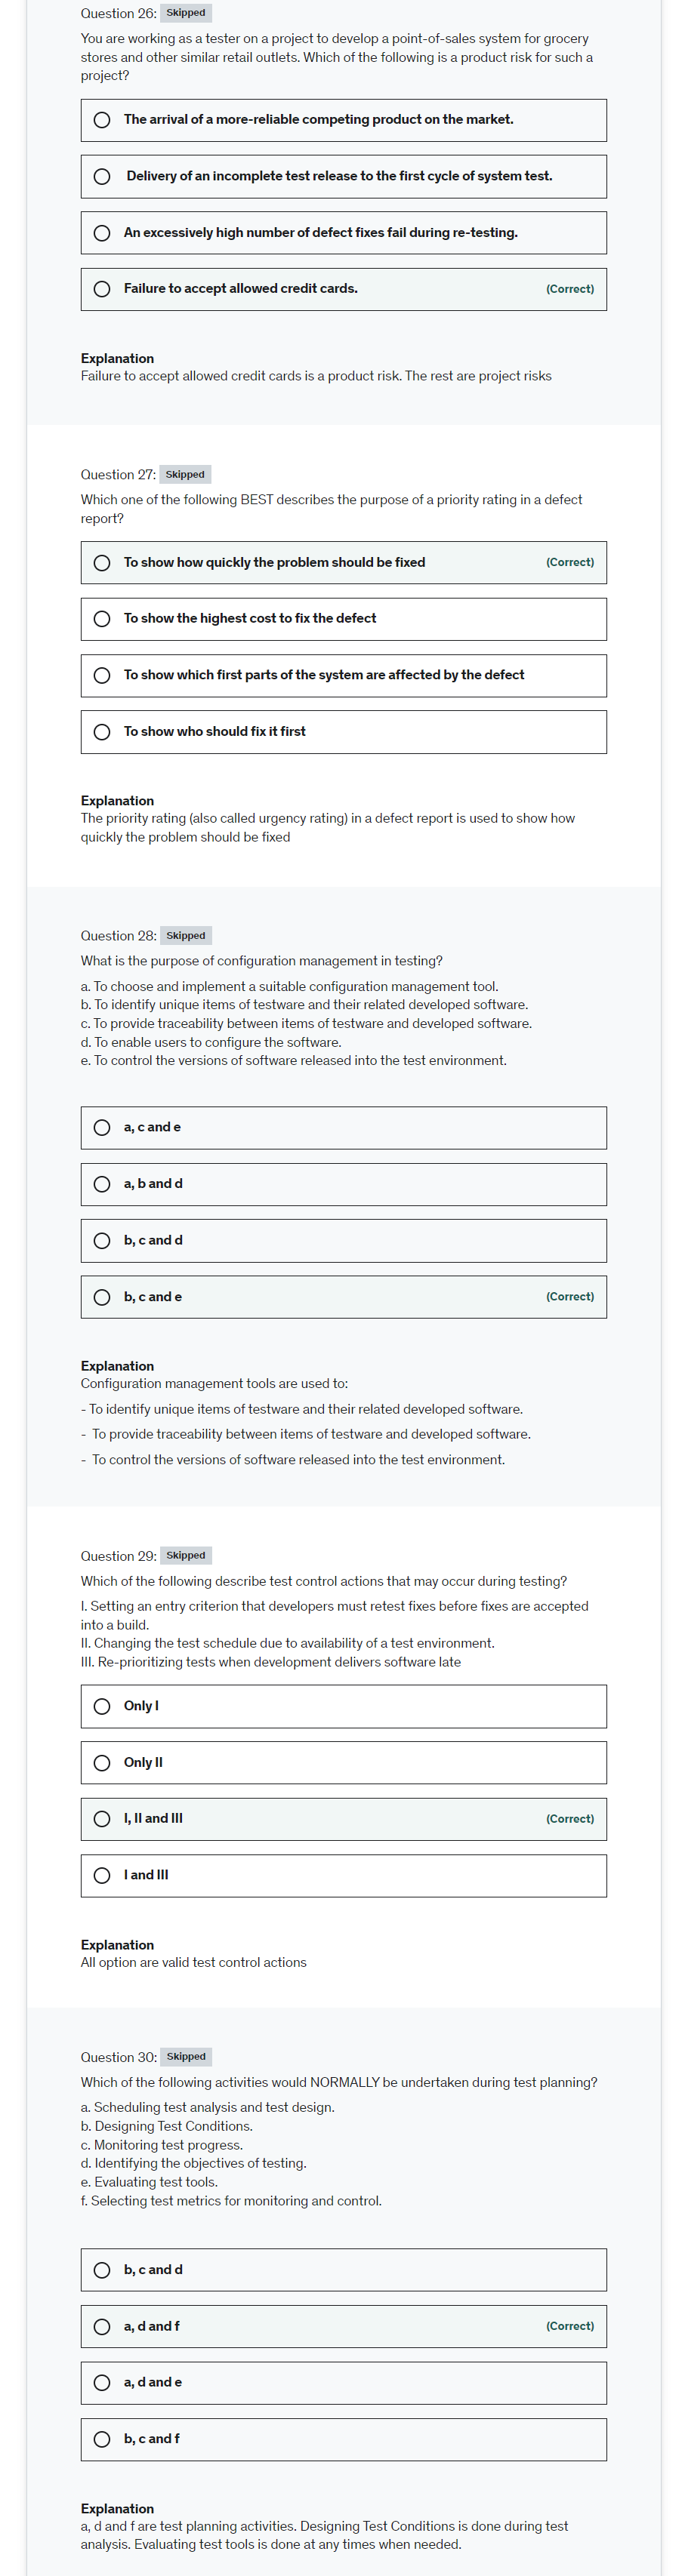 Question 26: Skipped
You are working as a tester on a project to develop a point-of-sales system for grocery
stores and other similar retail outlets. Which of the following is a product risk for such a
project?
The arrival of a more-reliable competing product on the market.
Delivery of an incomplete test release to the first cycle of system test.
An excessively high number of defect fixes fail during re-testing.
Failure to accept allowed credit cards. (Correct)
Explanation
Failure to accept allowed credit cards is a product risk. The rest are project risks
Question 27: Skipped
Which one of the following BEST describes the purpose of a priority rating in a defect
report?
To show how quickly the problem should be fixed (Correct)
To show the highest cost to fix the defect
To show which first parts of the system are affected by the defect
To show who should fix it first
Explanation
The priority rating (also called urgency rating) in a defect report is used to show how
quickly the problem should be fixed
Question 28: Skipped
What is the purpose of configuration management in testing?
a. To choose and implement a suitable configuration management tool.
b. To identify unique items of testware and their related developed software.
c. To provide traceability between items of testware and developed software.
d. To enable users to configure the software.
e. To control the versions of software released into the test environment.
a, c and e
a, b and d
b, c and d
b, c and e (Correct)
Explanation
Configuration management tools are used to:
- To identify unique items of testware and their related developed software.
- To provide traceability between items of testware and developed software.
- To control the versions of software released into the test environment.
Question 29: Skipped
Which of the following describe test control actions that may occur during testing?
I. Setting an entry criterion that developers must retest fixes before fixes are accepted
into a build.
II. Changing the test schedule due to availability of a test environment.
III. Re-prioritizing tests when development delivers software late
Only I
Only II
I, II and III (Correct)
I and III
Explanation
All option are valid test control actions
Question 30: Skipped
Which of the following activities would NORMALLY be undertaken during test planning?
a. Scheduling test analysis and test design.
b. Designing Test Conditions.
c. Monitoring test progress.
d. Identifying the objectives of testing.
e. Evaluating test tools.
f. Selecting test metrics for monitoring and control.
b, c and d
a, d and f (Correct)
a, d and e
b, c and f
Explanation
a, d and f are test planning activities. Designing Test Conditions is done during test
analysis. Evaluating test tools is done at any times when needed.